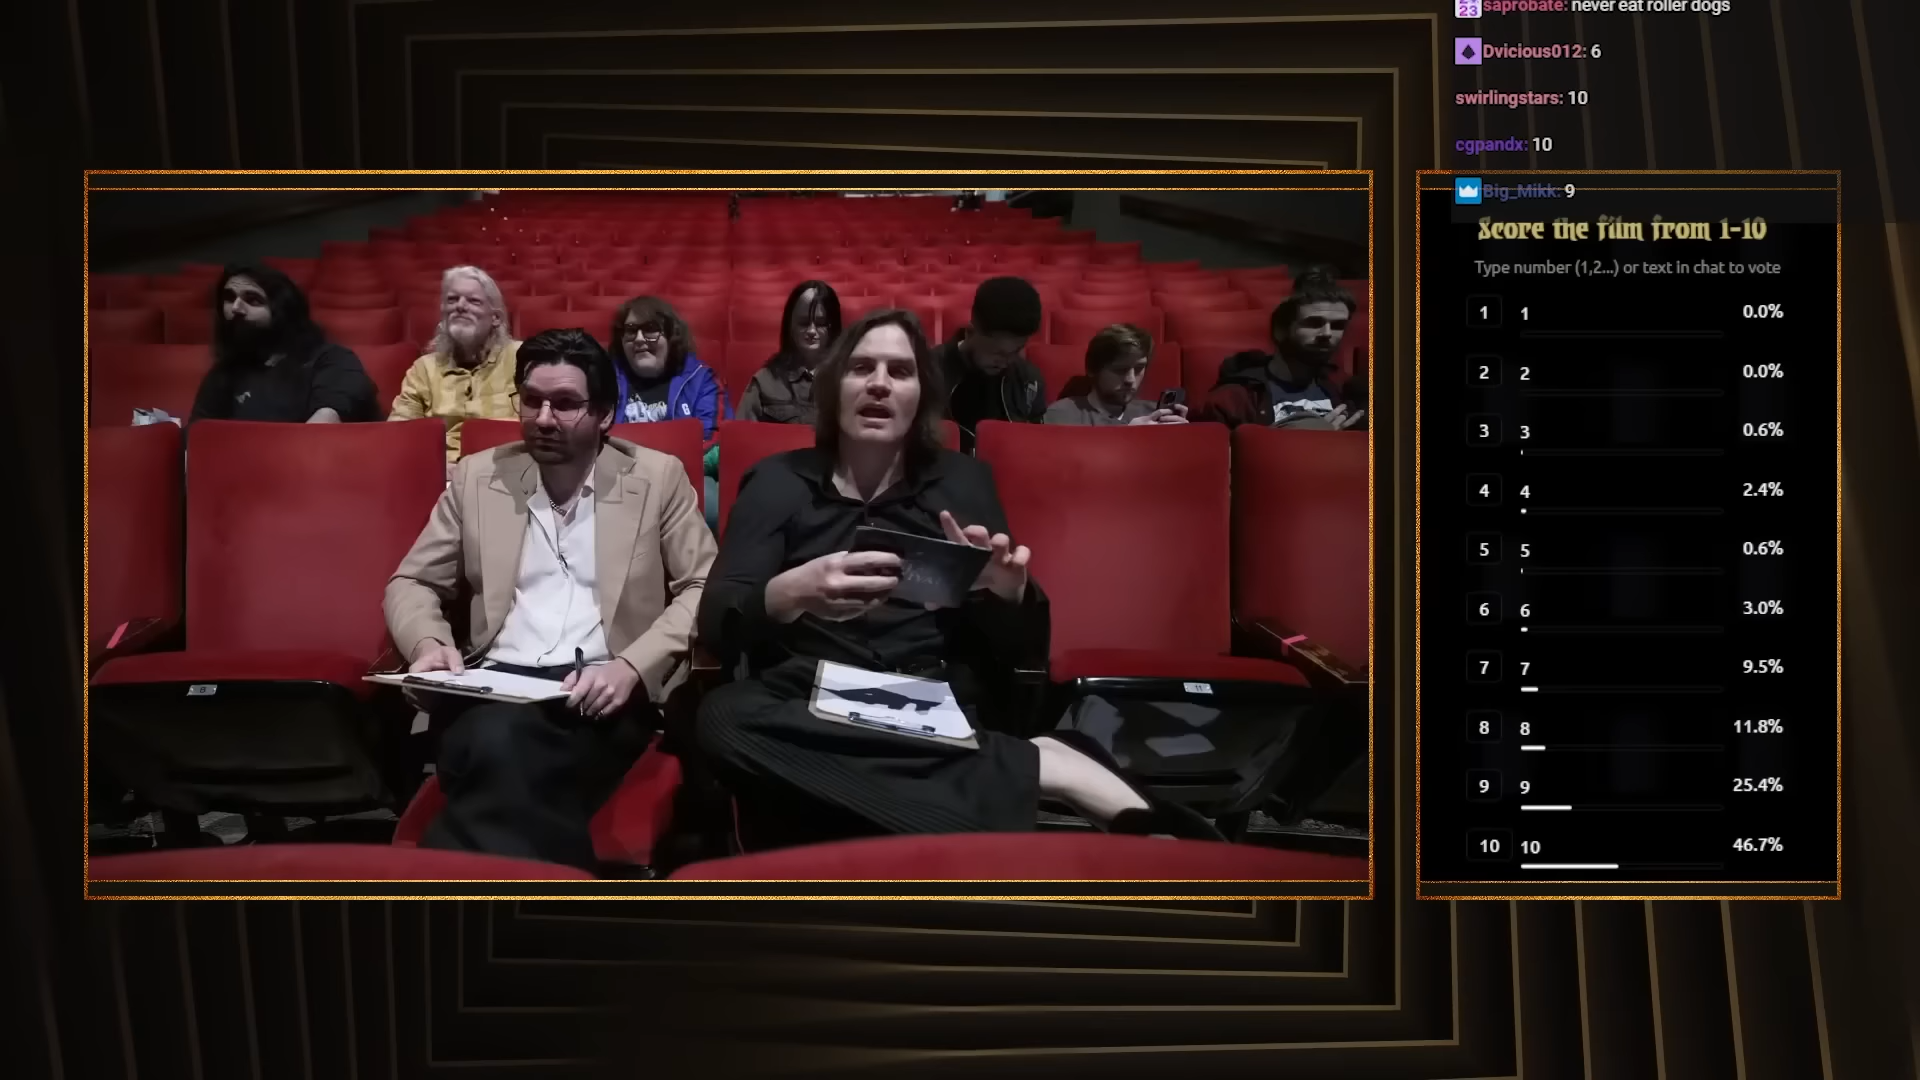 saprobate: never eat roller dogs
Dvicious012: 6
swirlingstars: 10
cgpandx: 10
Big_Mikk: 9
Score the film from 1-10
Type number (1,2...) or text in chat to vote
1 1 0.0%
2 2 0.0%
3 3 0.6%
4 4 2.4%
5 5 0.6%
6 6 3.0%
7 7 9.5%
8 8 11.8%
9 9 25.4%
10 10 46.7%